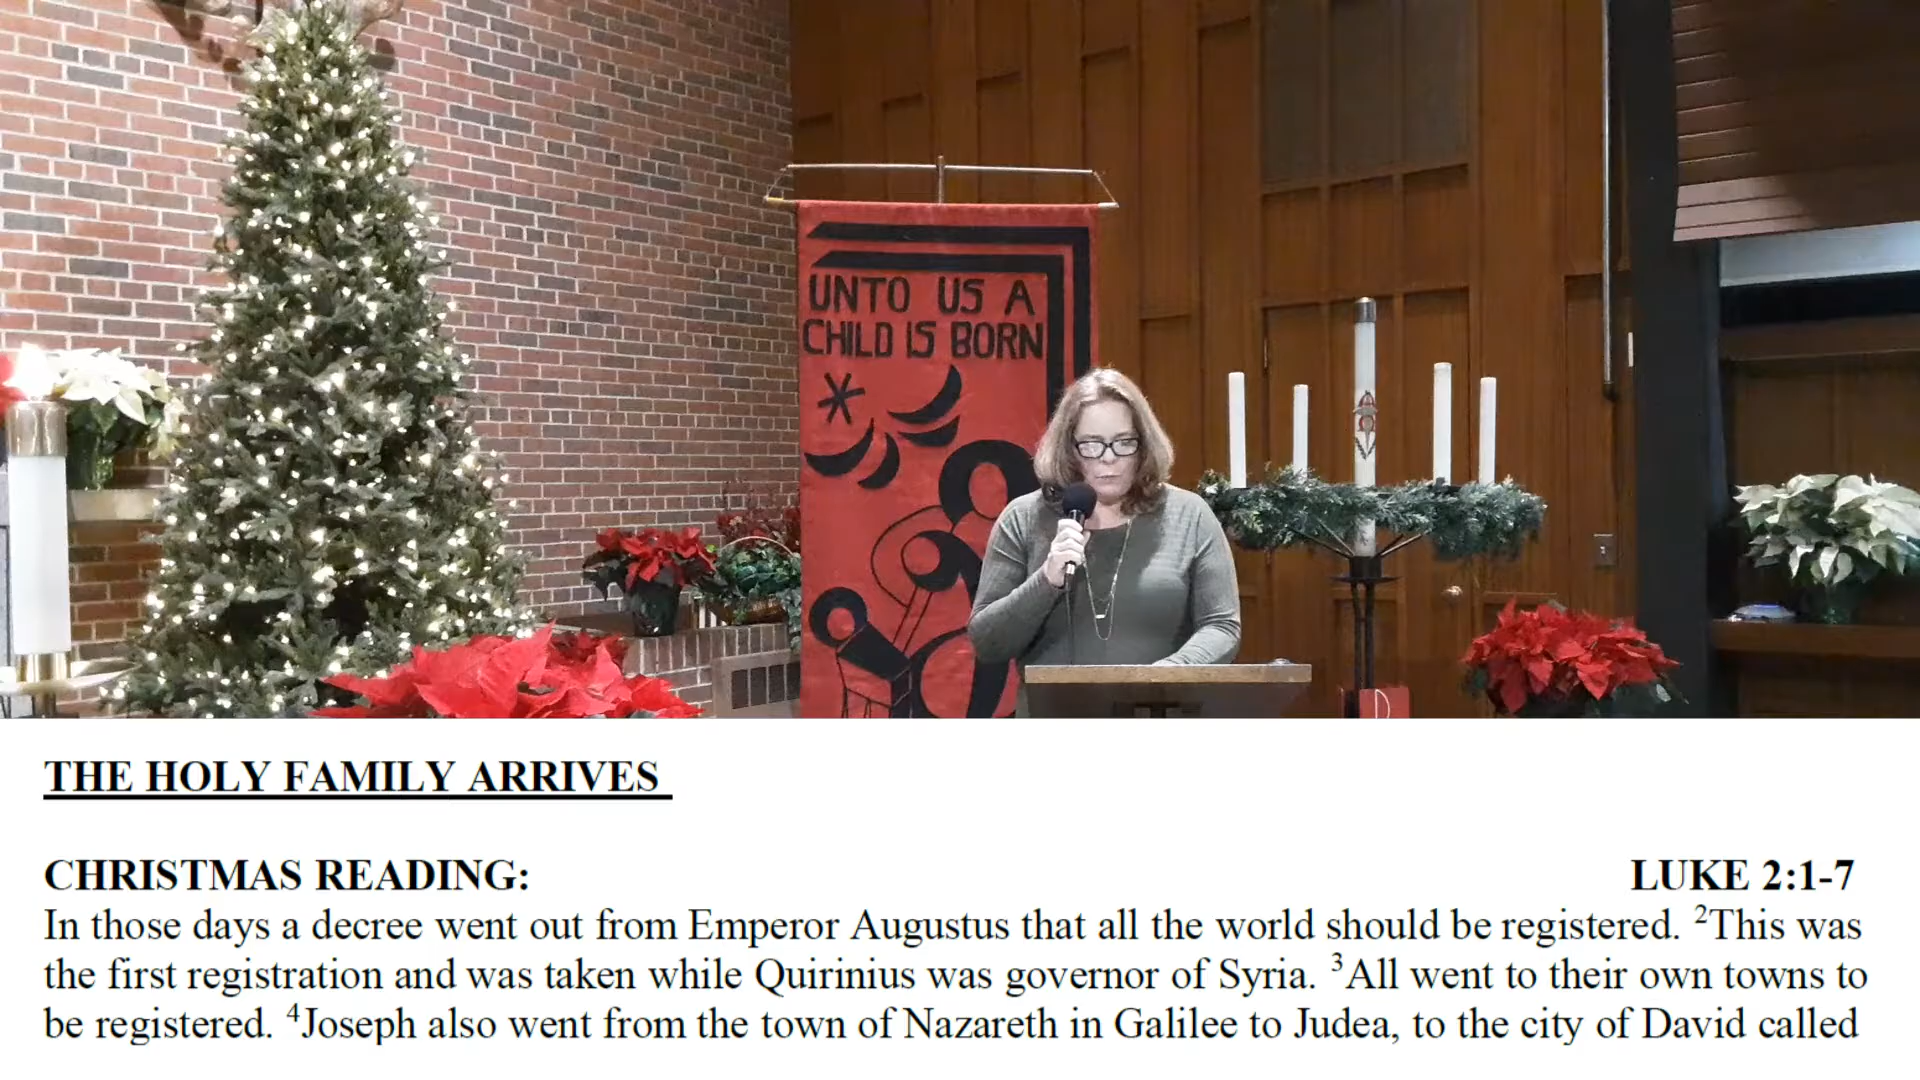 UNTO US A
CHILD IS BORN
THE HOLY FAMILY ARRIVES
CHRISTMAS READING: LUKE 2:1-7
In those days a decree went out from Emperor Augustus that all the world should be registered. ²This was
the first registration and was taken while Quirinius was governor of Syria. ³All went to their own towns to
be registered. ⁴Joseph also went from the town of Nazareth in Galilee to Judea, to the city of David called